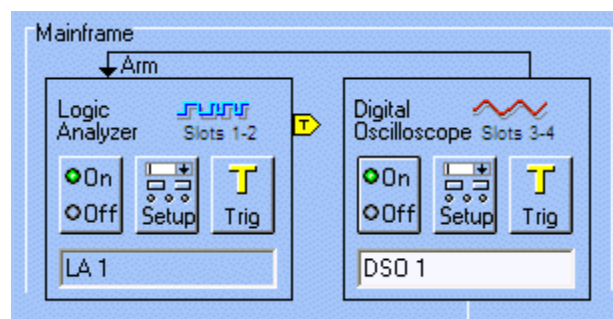 Mainframe
Arm
Logic
Analyzer
Slots 1-2
On
Off
Setup
T
Trig
LA 1
T
Digital
Oscilloscope
Slots 3-4
On
Off
Setup
T
Trig
DSO 1